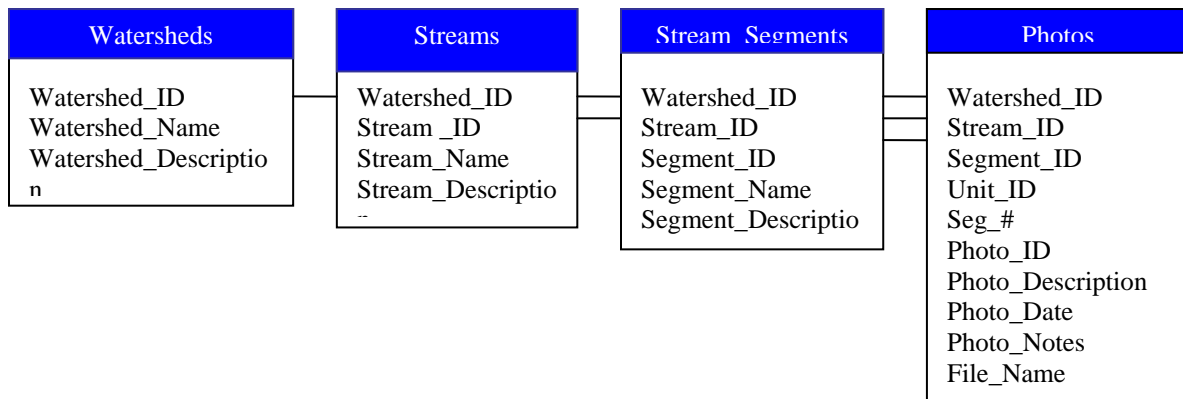 Watersheds
Watershed_ID
Watershed_Name
Watershed_Descriptio
n
Streams
Watershed_ID
Stream _ID
Stream_Name
Stream_Descriptio
n
Stream_Segments
Watershed_ID
Stream_ID
Segment_ID
Segment_Name
Segment_Descriptio
Photos
Watershed_ID
Stream_ID
Segment_ID
Unit_ID
Seg_#
Photo_ID
Photo_Description
Photo_Date
Photo_Notes
File_Name